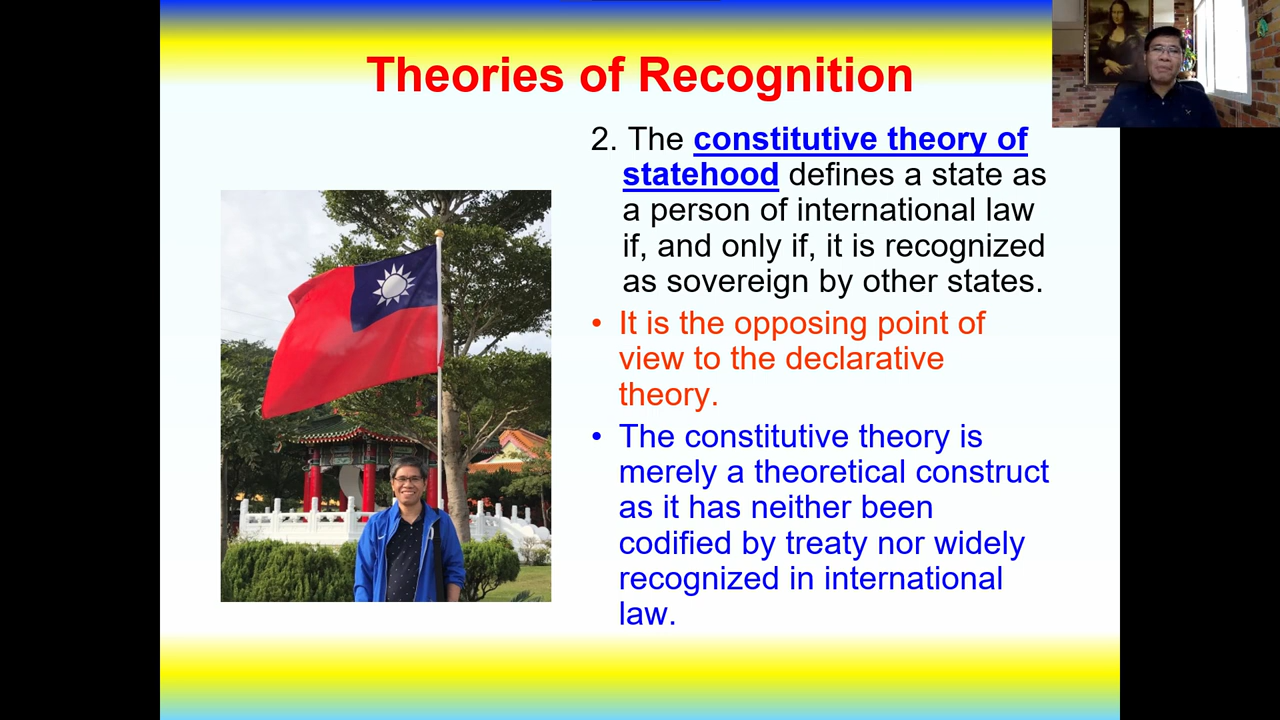 Theories of Recognition
2. The constitutive theory of
statehood defines a state as
a person of international law
if, and only if, it is recognized
as sovereign by other states.
• It is the opposing point of
view to the declarative
theory.
• The constitutive theory is
merely a theoretical construct
as it has neither been
codified by treaty nor widely
recognized in international
law.